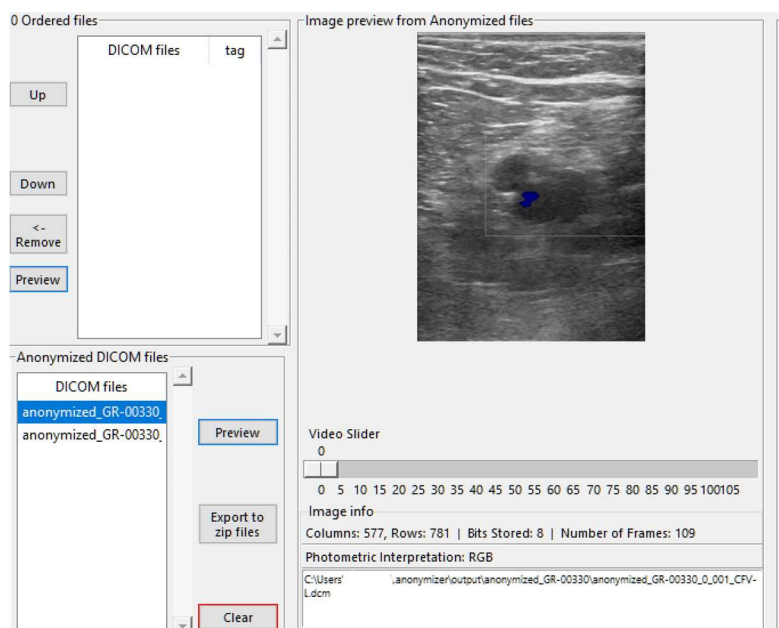 0 Ordered files
DICOM files tag
Up
Down
<-
Remove
Preview
Anonymized DICOM files
DICOM files
anonymized_GR-00330_
anonymized_GR-00330_
Preview
Export to
zip files
Clear
Image preview from Anonymized files
Video Slider
0
0 5 10 15 20 25 30 35 40 45 50 55 60 65 70 75 80 85 90 95 100105
Image info
Columns: 577, Rows: 781 | Bits Stored: 8 | Number of Frames: 109
Photometric Interpretation: RGB
C:\Users' '.anonymizer\output\anonymized_GR-00330\anonymized_GR-00330_0_001_CFV-
L.dcm